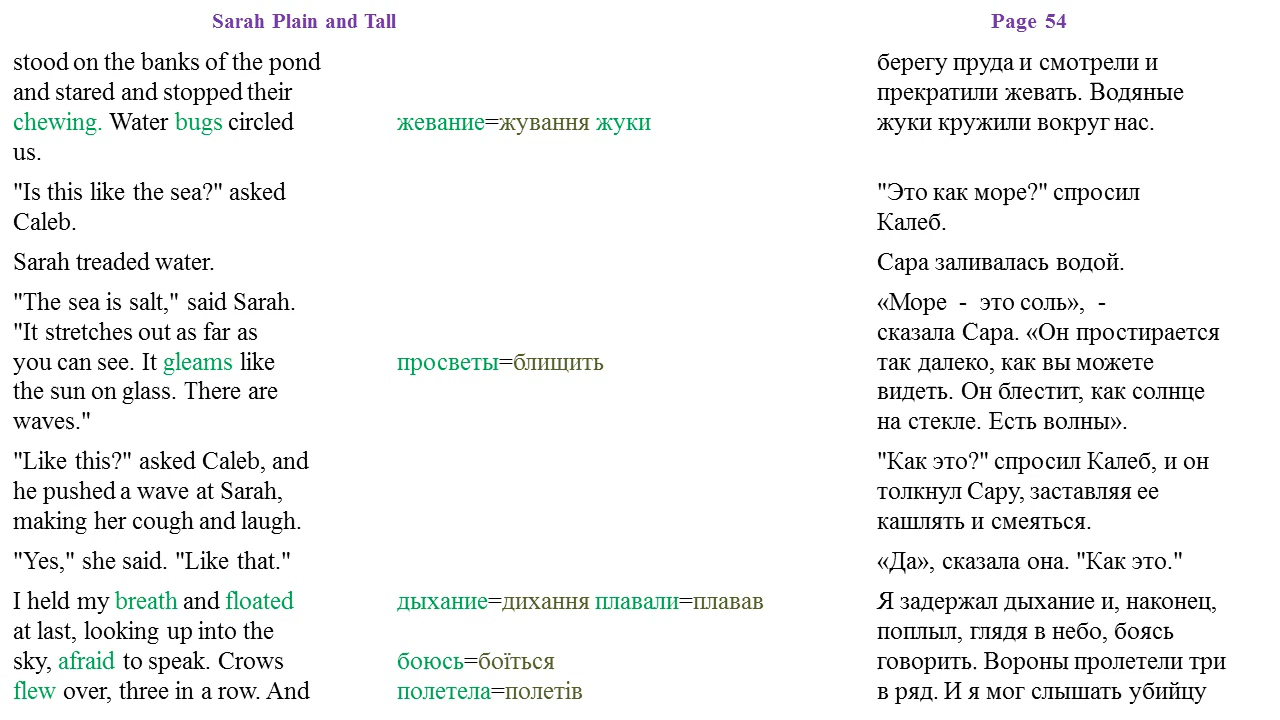 Sarah Plain and Tall
Page 54
stood on the banks of the pond
and stared and stopped their
chewing. Water bugs circled
us.
"Is this like the sea?" asked
Caleb.
Sarah treaded water.
"The sea is salt," said Sarah.
"It stretches out as far as
you can see. It gleams like
the sun on glass. There are
waves."
"Like this?" asked Caleb, and
he pushed a wave at Sarah,
making her cough and laugh.
"Yes," she said. "Like that."
I held my breath and floated
at last, looking up into the
sky, afraid to speak. Crows
flew over, three in a row. And
жевание=жування жуки
просветы=блищить
дыхание=дихання плавали=плавав
боюсь=боїться
полетела=полетів
берегу пруда и смотрели и
прекратили жевать. Водяные
жуки кружили вокруг нас.
"Это как море?" спросил
Калеб.
Сара заливалась водой.
«Море - это соль», -
сказала Сара. «Он простирается
так далеко, как вы можете
видеть. Он блестит, как солнце
на стекле. Есть волны».
"Как это?" спросил Калеб, и он
толкнул Сару, заставляя ее
кашлять и смеяться.
«Да», сказала она. "Как это."
Я задержал дыхание и, наконец,
поплыл, глядя в небо, боясь
говорить. Вороны пролетели три
в ряд. И я мог слышать убийцу